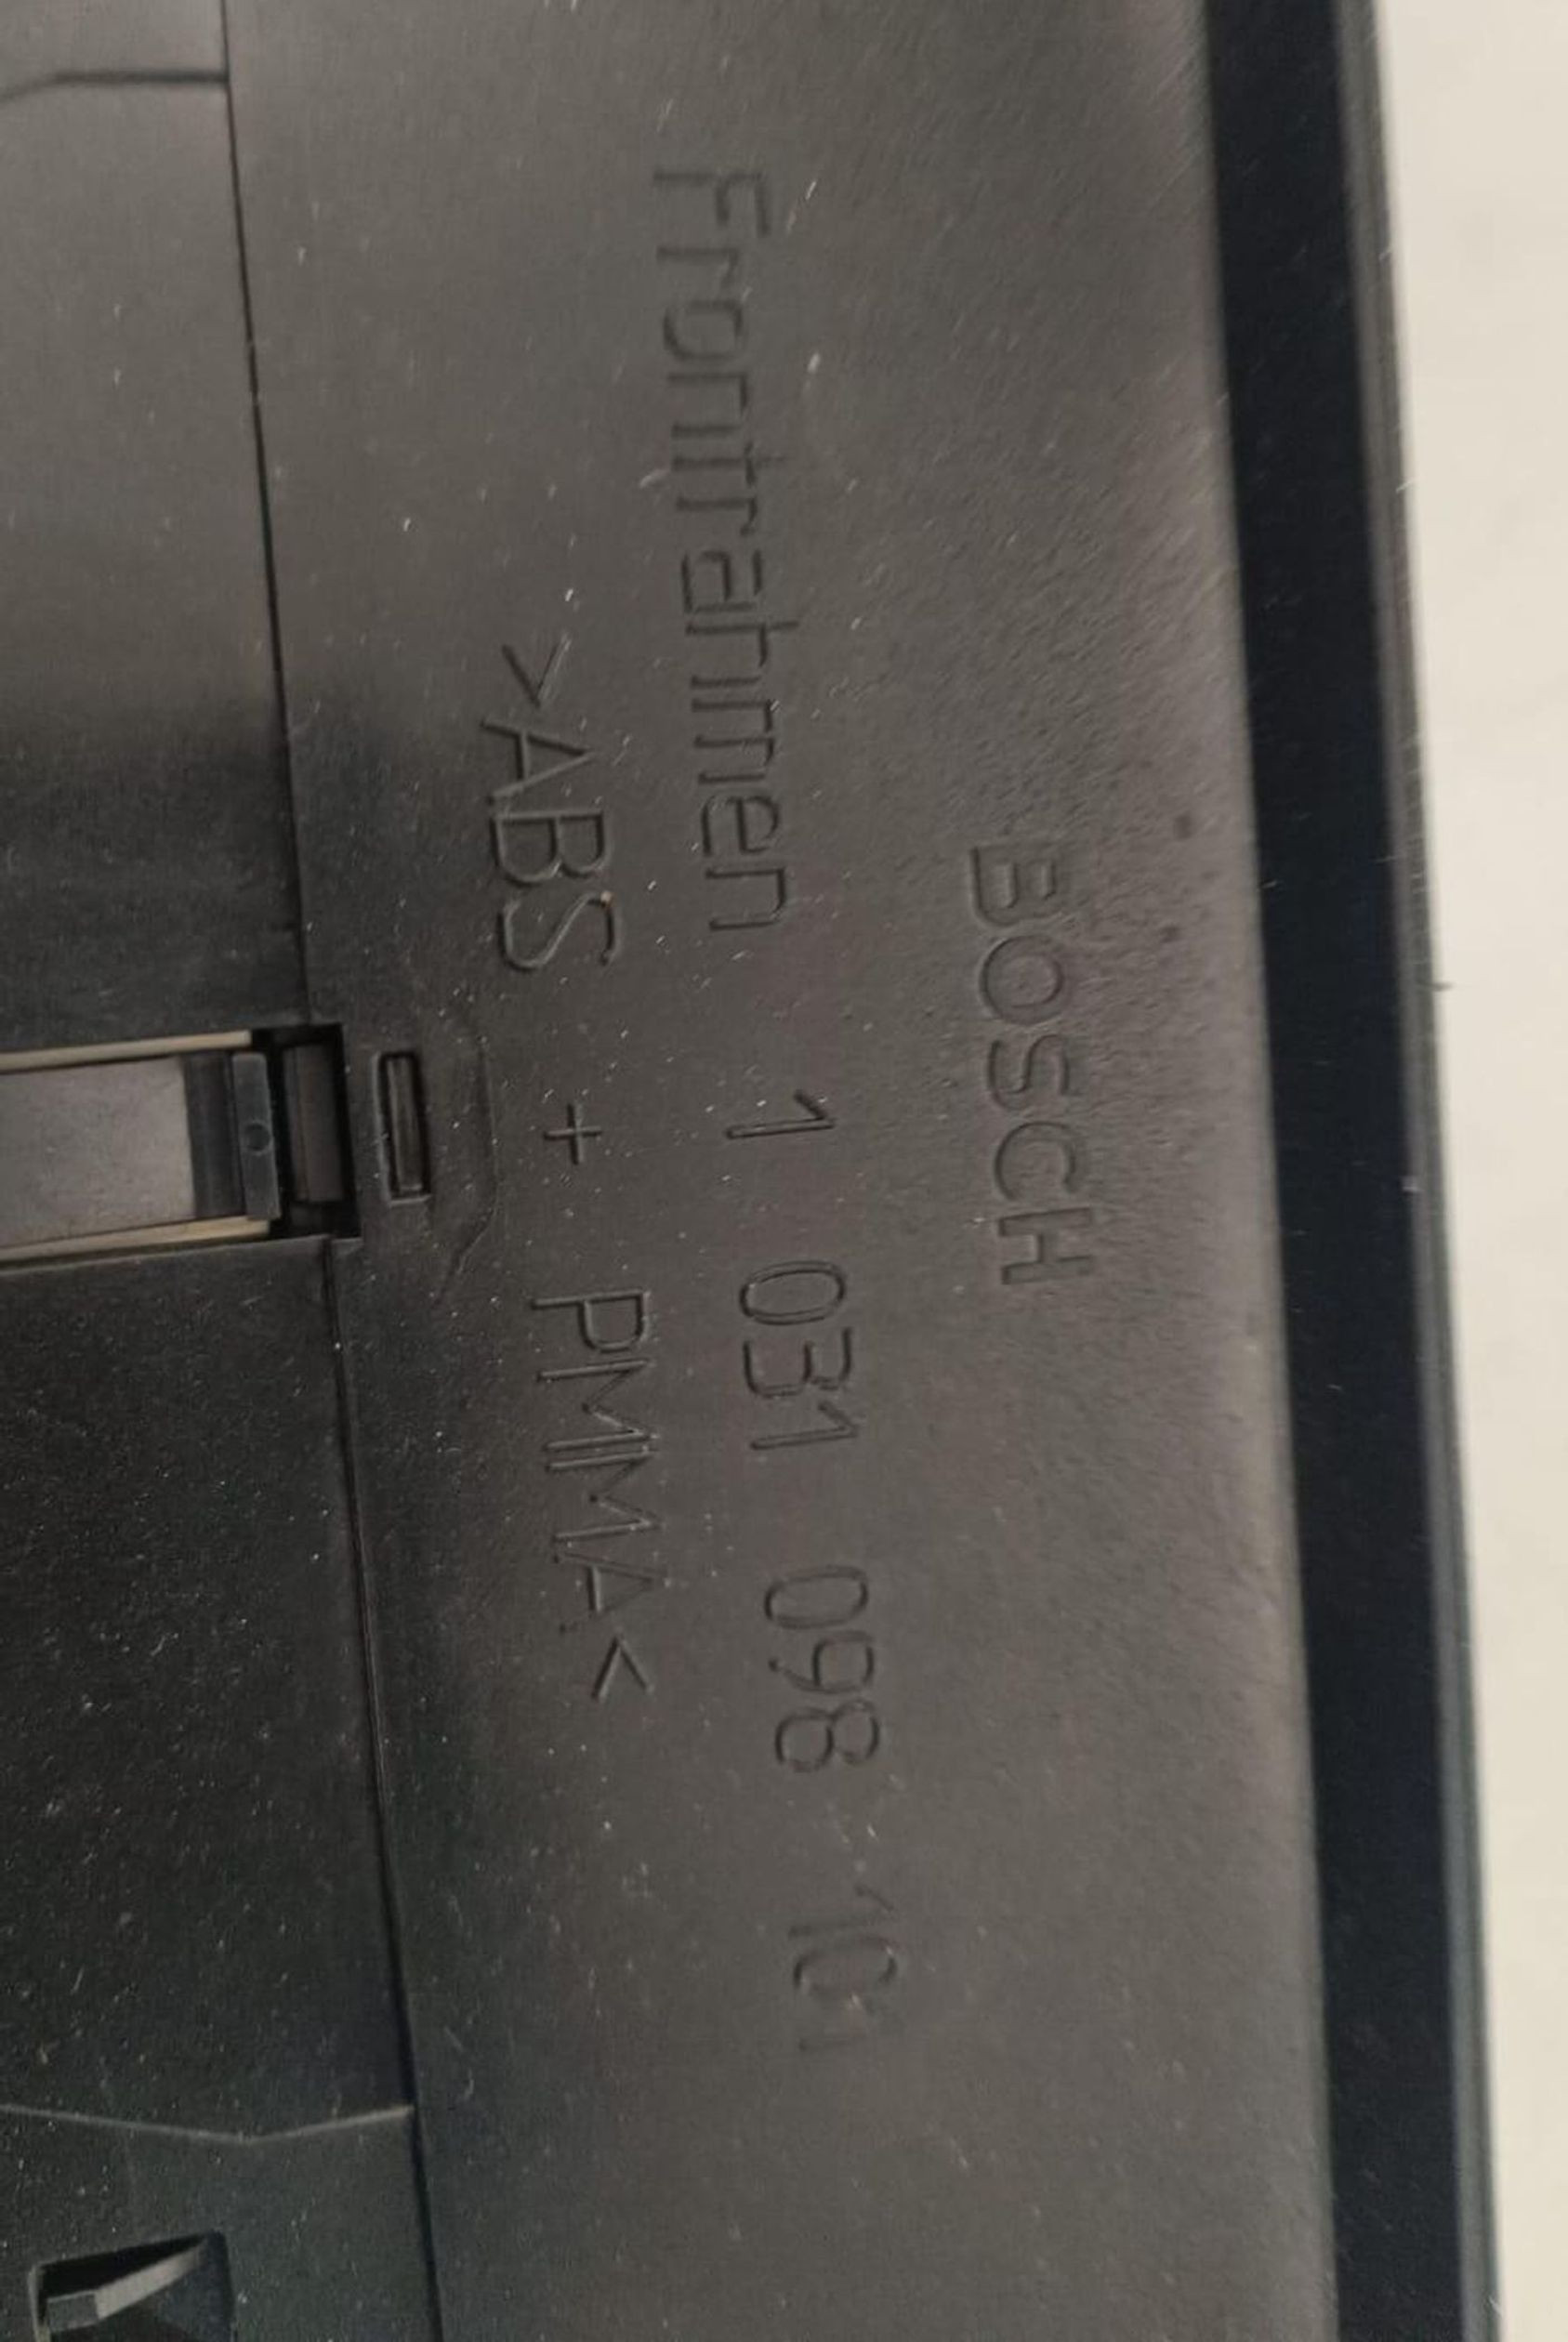 BOSCH
Frontrahmen 1 031 098 101
>ABS + PMMA<